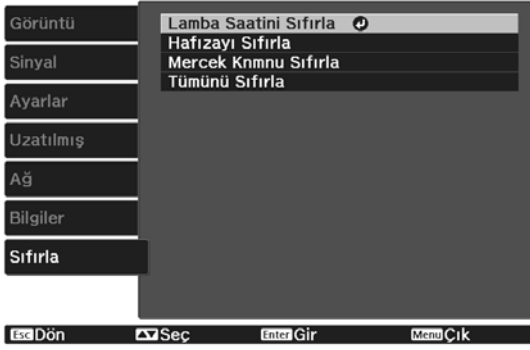 Görüntü
Sinyal
Ayarlar
Uzatılmış
Ağ
Bilgiler
Sıfırla
Lamba Saatini Sıfırla
Hafızayı Sıfırla
Mercek Knmnu Sıfırla
Tümünü Sıfırla
Esc Dön Seç Enter Gir Menu Çık